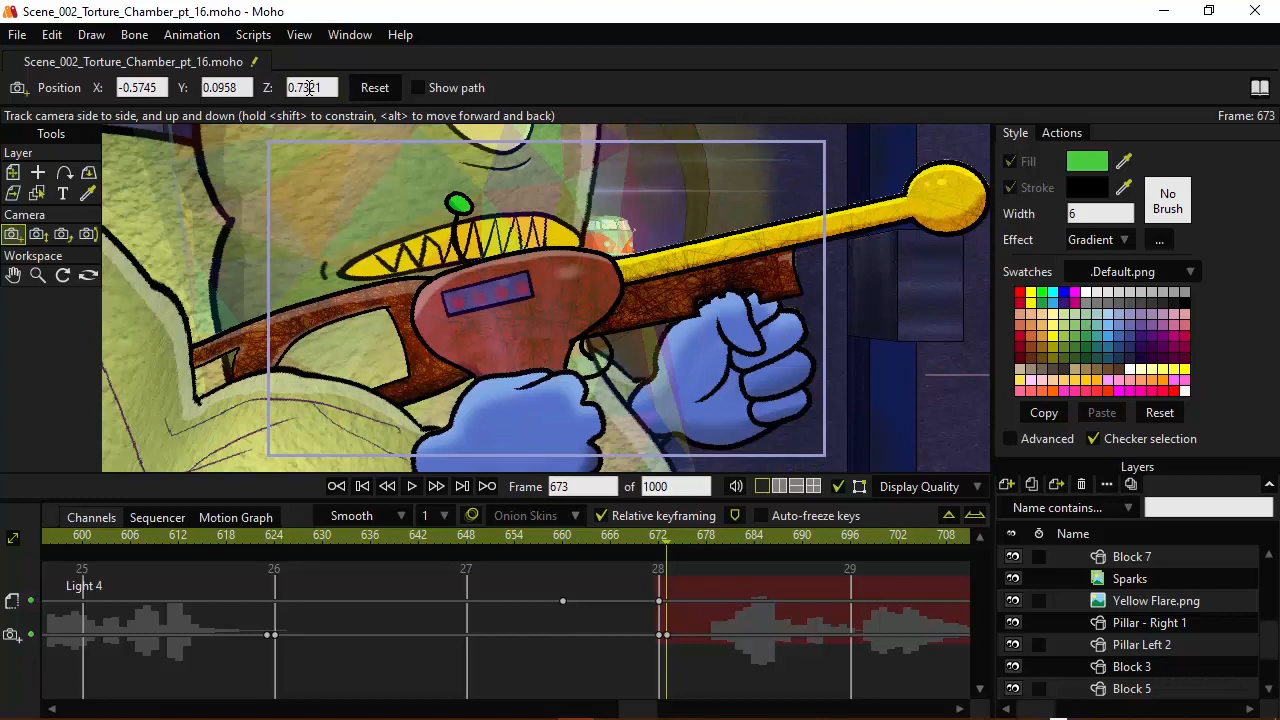 Scene_002_Torture_Chamber_pt_16.moho - Moho
File Edit Draw Bone Animation Scripts View Window Help
Scene_002_Torture_Chamber_pt_16.moho
Position X: -0.5745 Y: 0.0958 Z: 0.7321 Reset Show path
Track camera side to side, and up and down (hold <shift> to constrain, <alt> to move forward and back) Frame: 673
Tools
Layer
Camera
Workspace
Style Actions
Fill
Stroke
No Brush
Width 6
Effect Gradient ...
Swatches .Default.png
Copy Paste Reset
Advanced Checker selection
Layers
Name contains...
Name
Block 7
Sparks
Yellow Flare.png
Pillar - Right 1
Pillar Left 2
Block 3
Block 5
Frame 673 of 1000 Display Quality
Channels Sequencer Motion Graph Smooth 1 Onion Skins Relative keyframing Auto-freeze keys
600 606 612 618 624 630 636 642 648 654 660 666 672 678 684 690 696 702 708
25 26 27 28 29
Light 4